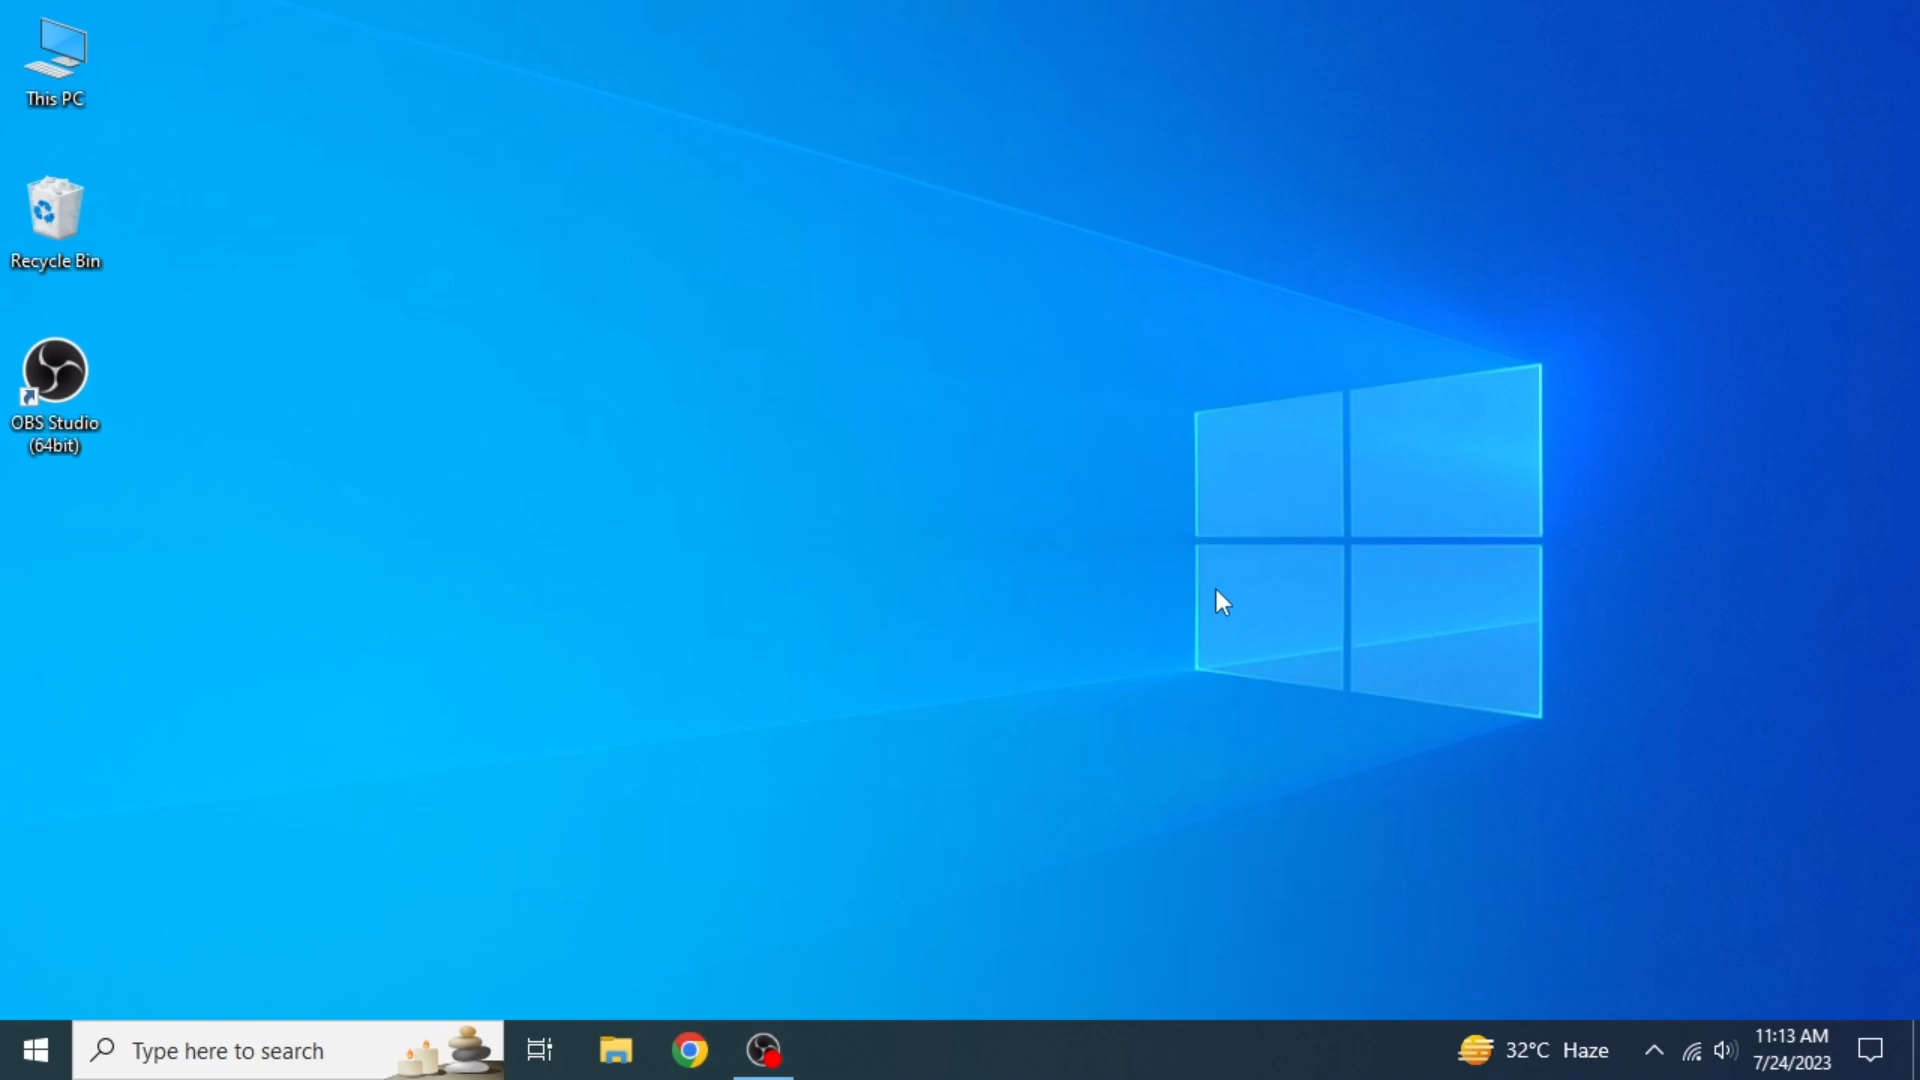 This PC
Recycle Bin
OBS Studio
(64bit)
Type here to search
32°C Haze
11:13 AM
7/24/2023